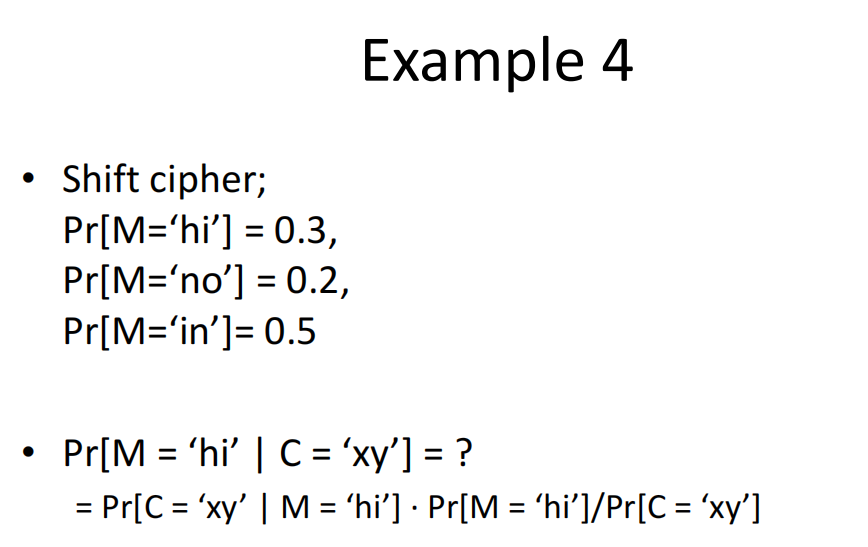 Example 4
• Shift cipher;
Pr[M=‘hi’] = 0.3,
Pr[M=‘no’] = 0.2,
Pr[M=‘in’]= 0.5
• Pr[M = ‘hi’ | C = ‘xy’] = ?
= Pr[C = ‘xy’ | M = ‘hi’] · Pr[M = ‘hi’]/Pr[C = ‘xy’]